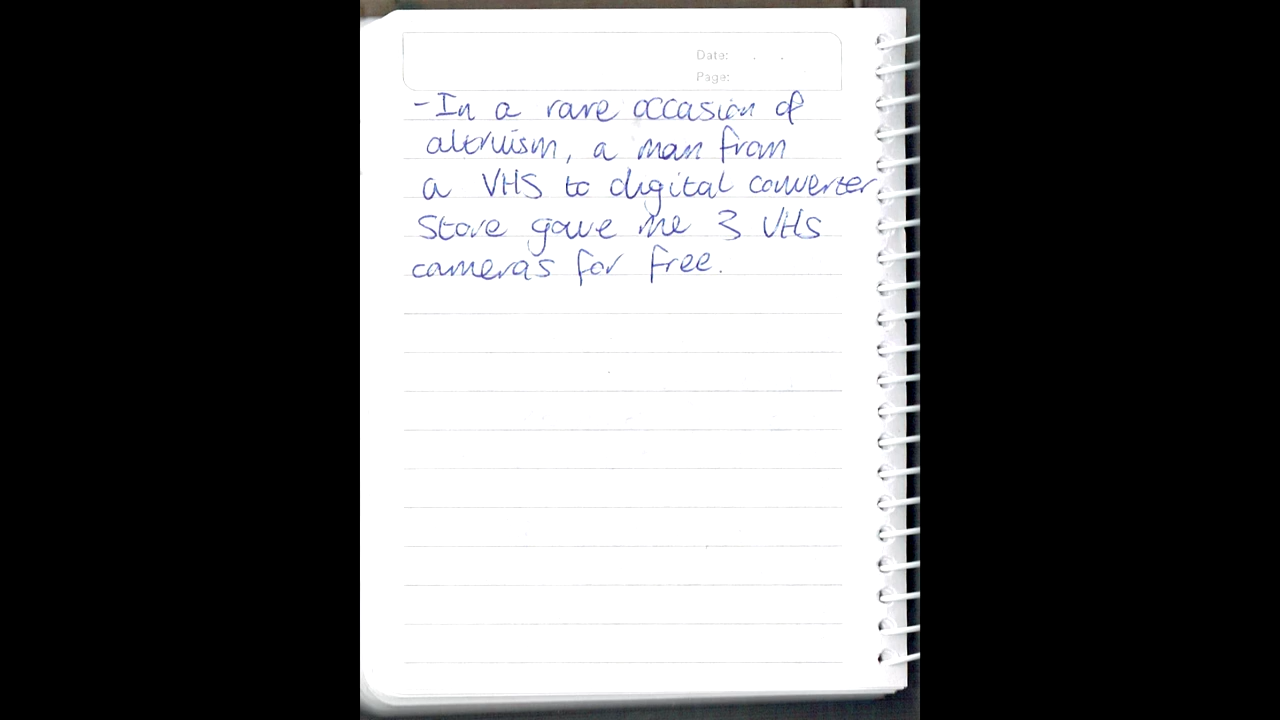 Date: . .
Page:
- In a rare occasion of
altruism, a man from
a VHS to digital converter
store gave me 3 VHS
cameras for free.